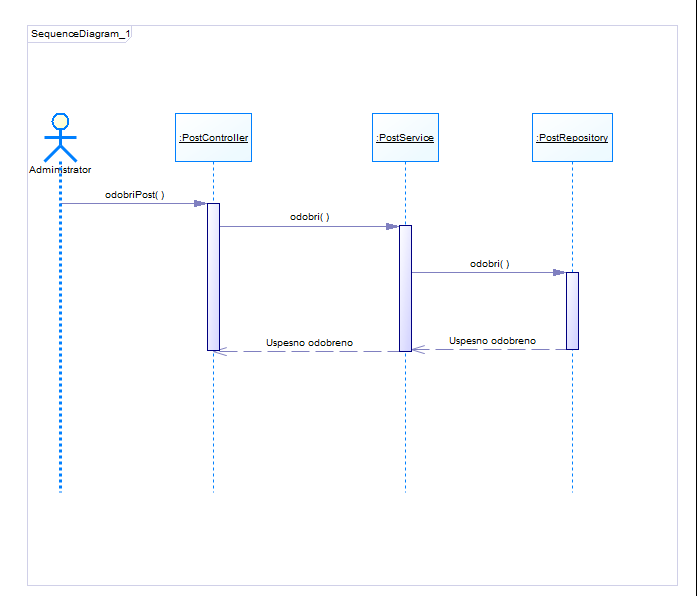 SequenceDiagram_1
:PostController
:PostService
:PostRepository
Administrator
odobriPost( )
odobri( )
odobri( )
Uspesno odobreno
Uspesno odobreno